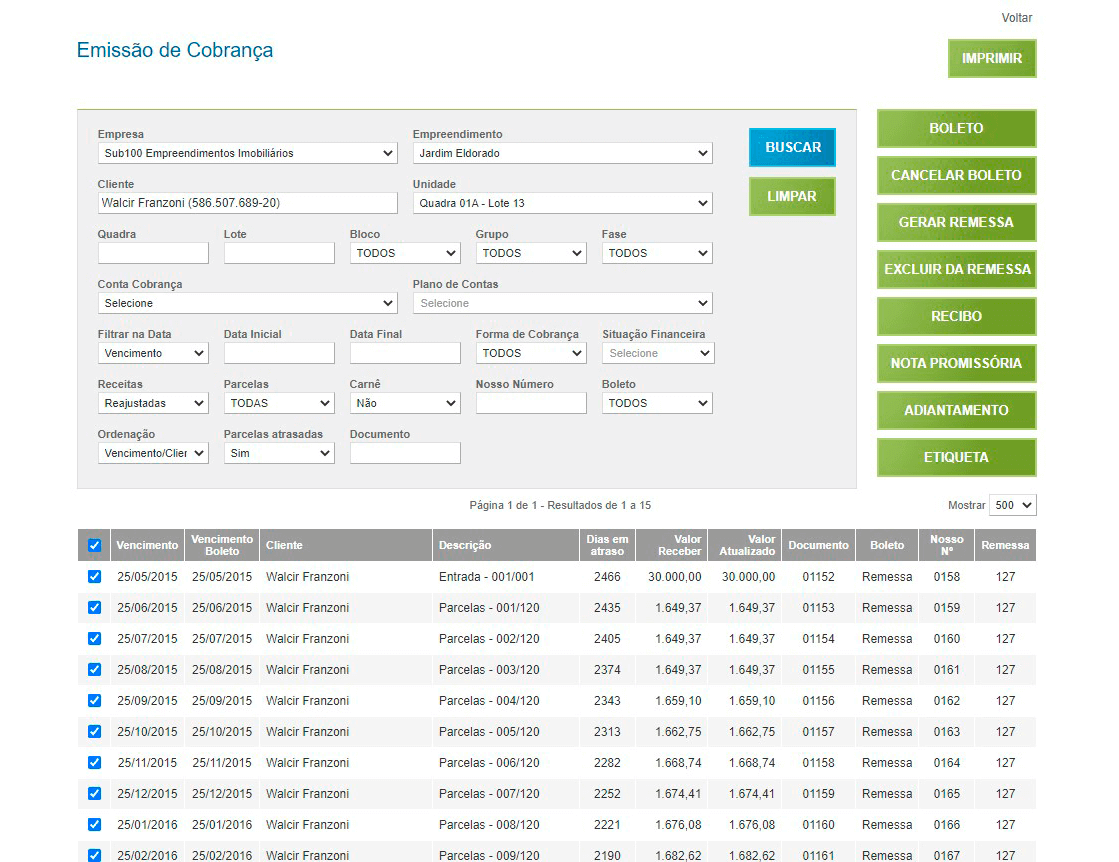 Voltar
Emissão de Cobrança
IMPRIMIR
Empresa
Empreendimento
Sub100 Empreendimentos Imobiliários
Jardim Eldorado
BUSCAR
BOLETO
Cliente
Unidade
CANCELAR BOLETO
Walcir Franzoni (586.507.689-20)
Quadra 01A - Lote 13
LIMPAR
GERAR REMESSA
Quadra Lote Bloco Grupo Fase
TODOS TODOS TODOS
EXCLUIR DA REMESSA
Conta Cobrança Plano de Contas
Selecione Selecione
RECIBO
Filtrar na Data Data Inicial Data Final Forma de Cobrança Situação Financeira
Vencimento TODOS Selecione
NOTA PROMISSÓRIA
Receitas Parcelas Carnê Nosso Número Boleto
Reajustadas TODAS Não TODOS
ADIANTAMENTO
Ordenação Parcelas atrasadas Documento
Vencimento/Clier Sim
ETIQUETA
Página 1 de 1 - Resultados de 1 a 15
Mostrar 500
Vencimento Vencimento Boleto Cliente Descrição Dias em atraso Valor Receber Valor Atualizado Documento Boleto Nosso Nº Remessa
25/05/2015 25/05/2015 Walcir Franzoni Entrada - 001/001 2466 30.000,00 30.000,00 01152 Remessa 0158 127
25/06/2015 25/06/2015 Walcir Franzoni Parcelas - 001/120 2435 1.649,37 1.649,37 01153 Remessa 0159 127
25/07/2015 25/07/2015 Walcir Franzoni Parcelas - 002/120 2405 1.649,37 1.649,37 01154 Remessa 0160 127
25/08/2015 25/08/2015 Walcir Franzoni Parcelas - 003/120 2374 1.649,37 1.649,37 01155 Remessa 0161 127
25/09/2015 25/09/2015 Walcir Franzoni Parcelas - 004/120 2343 1.659,10 1.659,10 01156 Remessa 0162 127
25/10/2015 25/10/2015 Walcir Franzoni Parcelas - 005/120 2313 1.662,75 1.662,75 01157 Remessa 0163 127
25/11/2015 25/11/2015 Walcir Franzoni Parcelas - 006/120 2282 1.668,74 1.668,74 01158 Remessa 0164 127
25/12/2015 25/12/2015 Walcir Franzoni Parcelas - 007/120 2252 1.674,41 1.674,41 01159 Remessa 0165 127
25/01/2016 25/01/2016 Walcir Franzoni Parcelas - 008/120 2221 1.676,08 1.676,08 01160 Remessa 0166 127
25/02/2016 25/02/2016 Walcir Franzoni Parcelas - 009/120 2190 1.682,62 1.682,62 01161 Remessa 0167 127